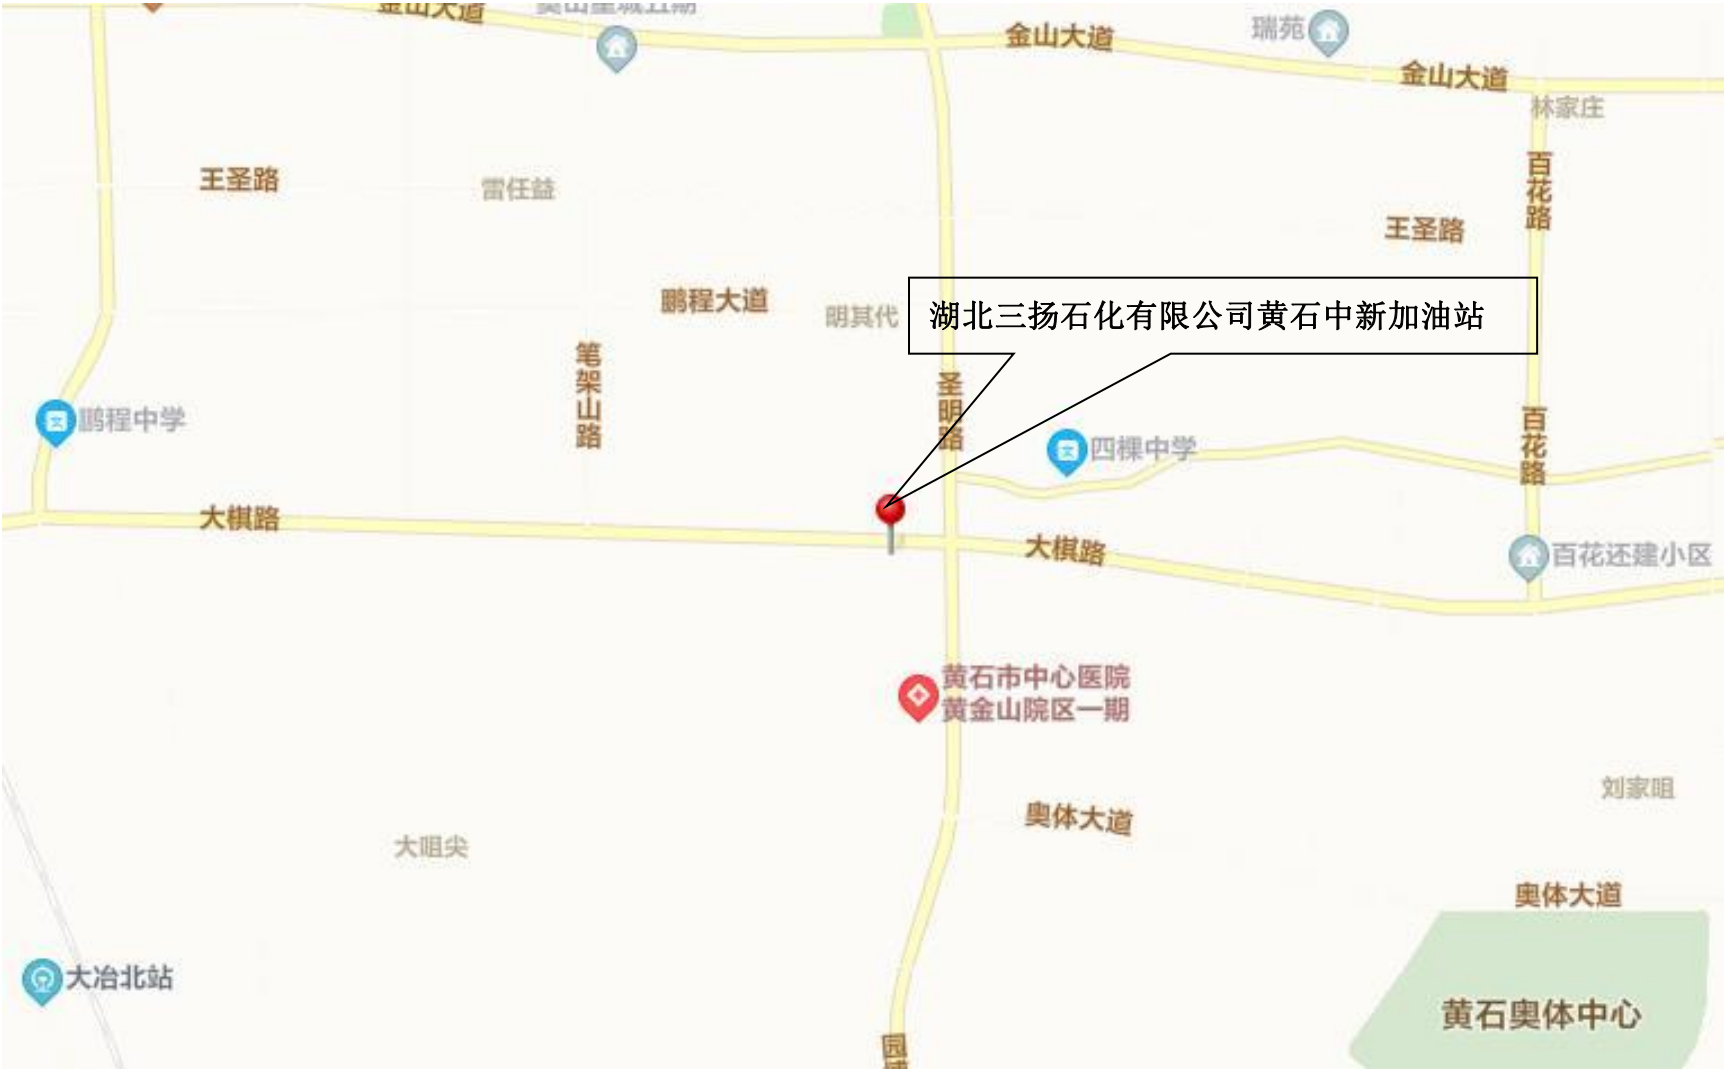 金山大道
金山大道
瑞苑
金山大道
林家庄
王圣路
雷任益
百花路
王圣路
鹏程大道
明其代
湖北三扬石化有限公司黄石中新加油站
笔架山路
圣明路
鹏程中学
四棵中学
百花路
大棋路
大棋路
百花还建小区
黄石市中心医院
黄金山院区一期
刘家咀
奥体大道
大咀尖
奥体大道
大冶北站
黄石奥体中心
园